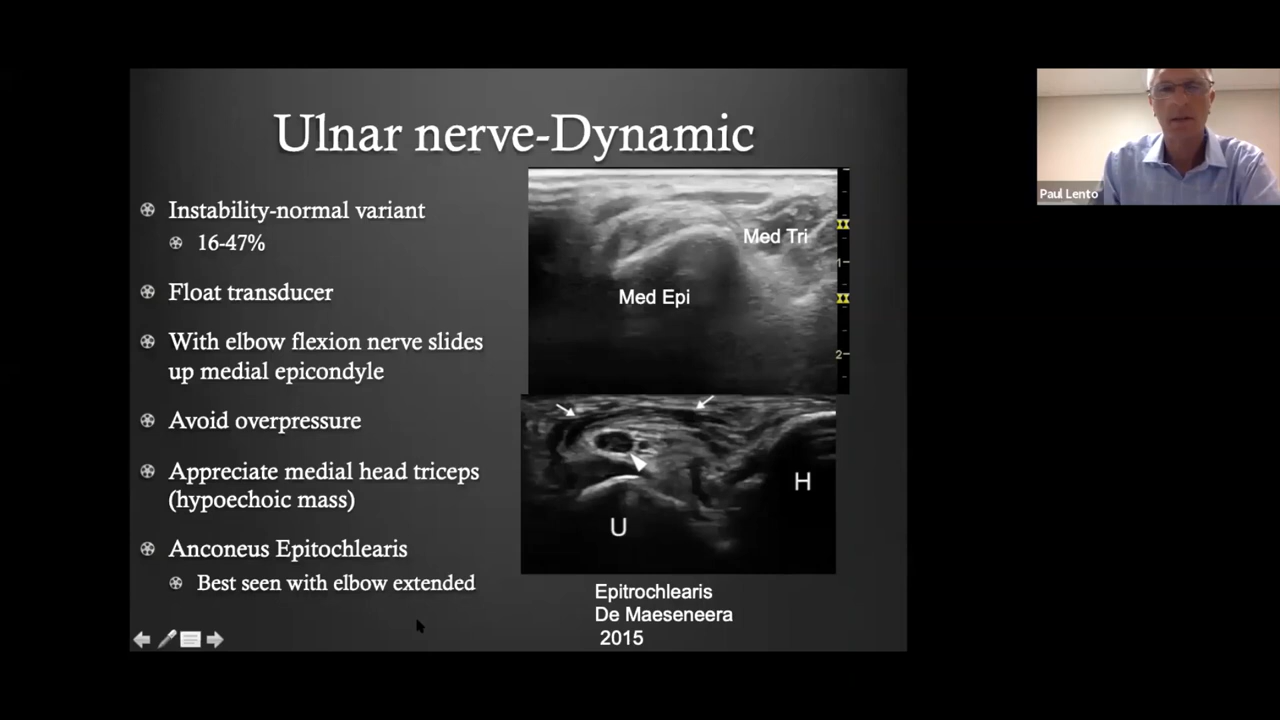 Ulnar nerve-Dynamic
Instability-normal variant
16-47%
Float transducer
With elbow flexion nerve slides
up medial epicondyle
Avoid overpressure
Appreciate medial head triceps
(hypoechoic mass)
Anconeus Epitochlearis
Best seen with elbow extended
Med Tri
Med Epi
1
2
H
U
Epitrochlearis
De Maeseneera
2015
Paul Lento